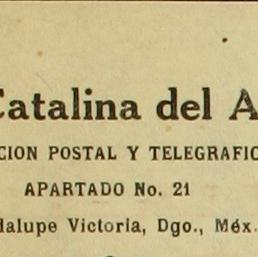 Catalina del A
CION POSTAL Y TELEGRAFIC
APARTADO No. 21
dalupe Victoria, Dgo., Méx.